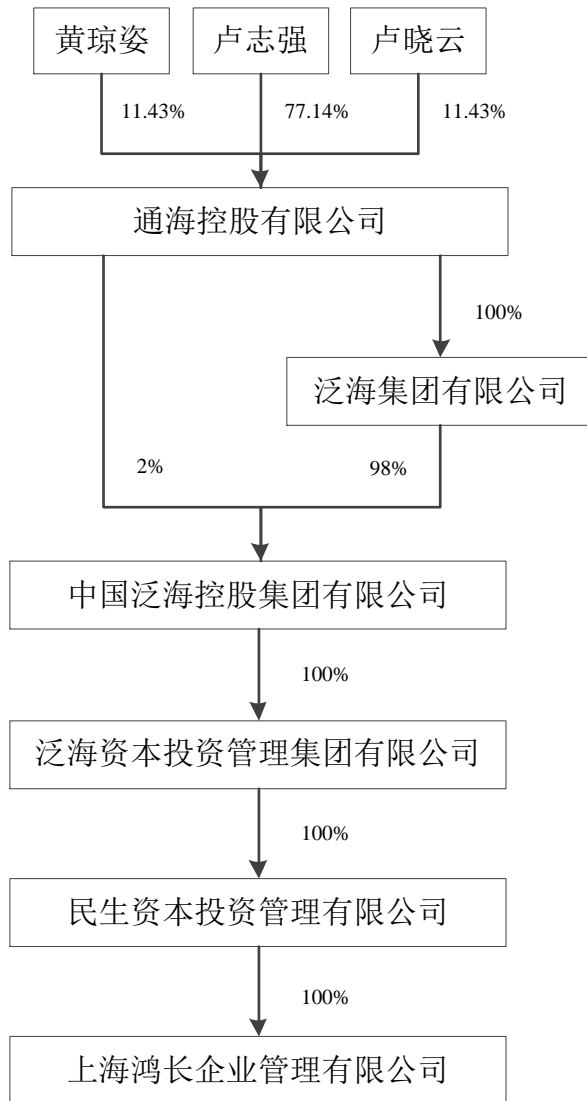 黄琼姿 卢志强 卢晓云
11.43% 77.14% 11.43%
通海控股有限公司
100%
泛海集团有限公司
2% 98%
中国泛海控股集团有限公司
100%
泛海资本投资管理集团有限公司
100%
民生资本投资管理有限公司
100%
上海鸿长企业管理有限公司